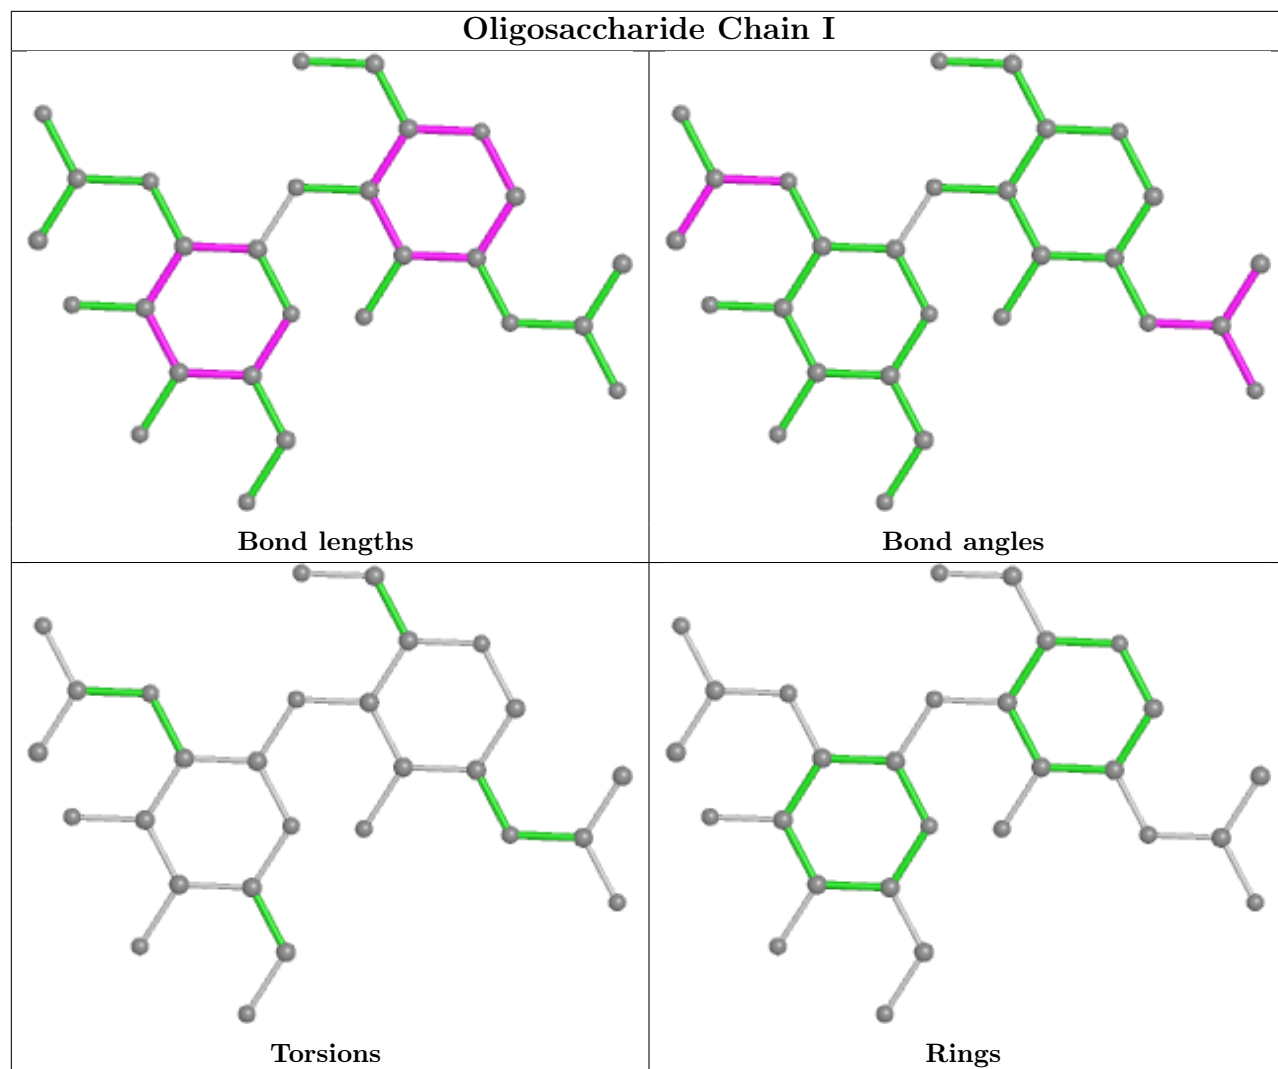 Oligosaccharide Chain I
Bond lengths
Bond angles
Torsions
Rings